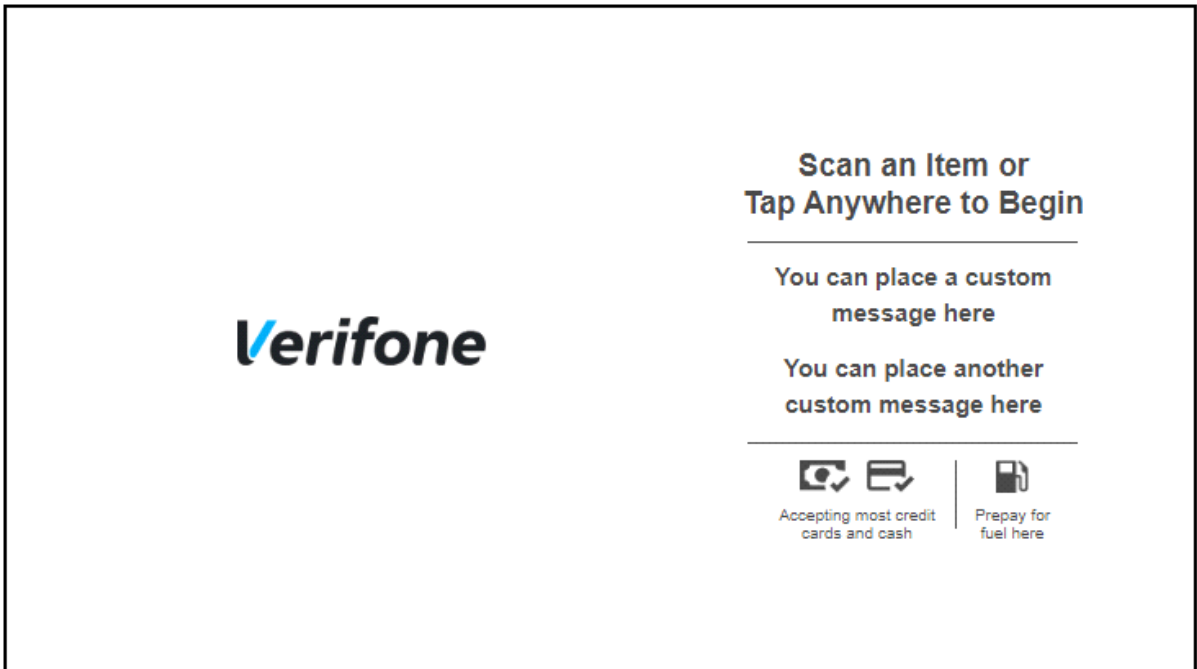 Verifone
Scan an Item or
Tap Anywhere to Begin
You can place a custom
message here
You can place another
custom message here
Accepting most credit
cards and cash
Prepay for
fuel here